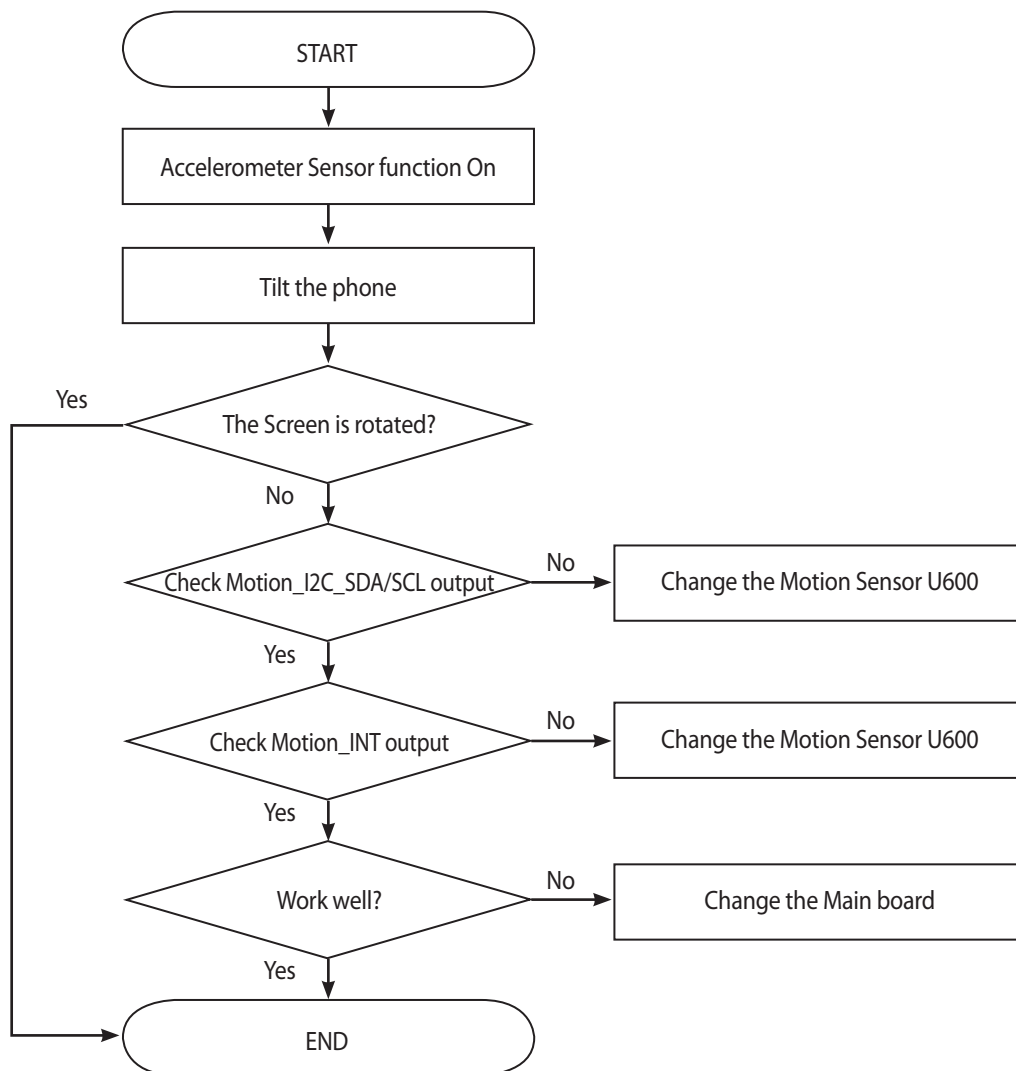 START
Accelerometer Sensor function On
Tilt the phone
Yes
The Screen is rotated?
No
Check Motion_I2C_SDA/SCL output
No
Change the Motion Sensor U600
Yes
Check Motion_INT output
No
Change the Motion Sensor U600
Yes
Work well?
No
Change the Main board
Yes
END